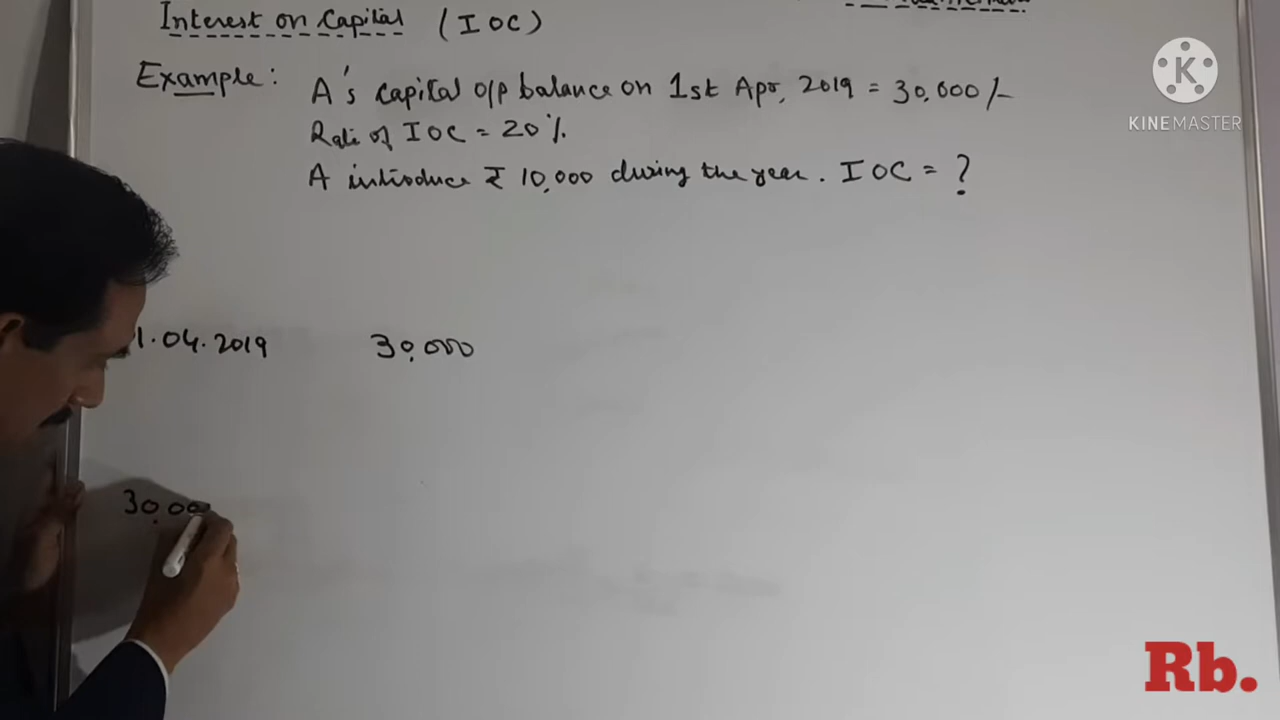 Interest on Capital (IOC)
Example: A's capital o/p balance on 1st Apr, 2019 = 30,000/-
Rate of IOC = 20%
A introduce ₹ 10,000 during the year. IOC = ?
KINEMASTER
1.04.2019 30,000
30,000
Rb.